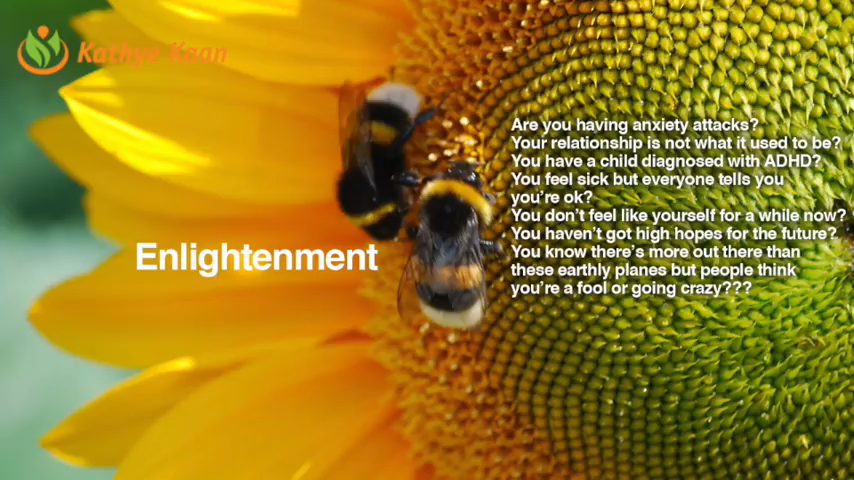 Kathye Kaan
Are you having anxiety attacks?
Your relationship is not what it used to be?
You have a child diagnosed with ADHD?
You feel sick but everyone tells you
you're ok?
You don't feel like yourself for a while now?
You haven't got high hopes for the future?
You know there's more out there than
these earthly planes but people think
you're a fool or going crazy???
Enlightenment